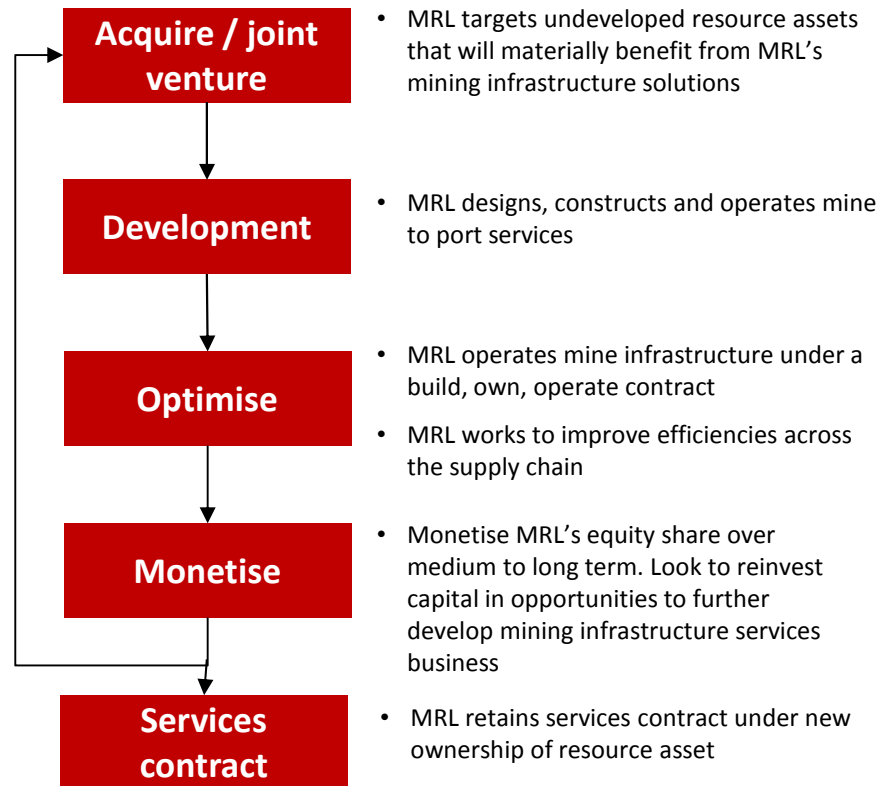 Acquire / joint
venture
• MRL targets undeveloped resource assets
that will materially benefit from MRL’s
mining infrastructure solutions
Development
• MRL designs, constructs and operates mine
to port services
Optimise
• MRL operates mine infrastructure under a
build, own, operate contract
• MRL works to improve efficiencies across
the supply chain
Monetise
• Monetise MRL’s equity share over
medium to long term. Look to reinvest
capital in opportunities to further
develop mining infrastructure services
business
Services
contract
• MRL retains services contract under new
ownership of resource asset